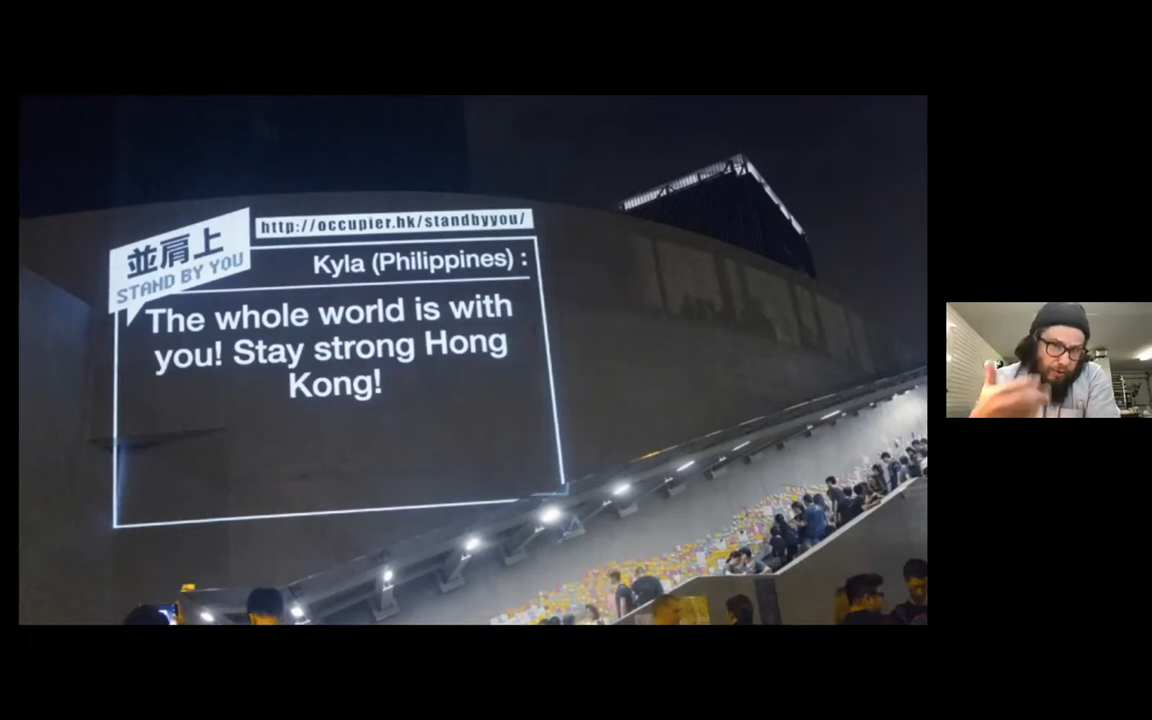 並肩上
STAND BY YOU
http://occupier.hk/standbyyou/
Kyla (Philippines) :
The whole world is with
you! Stay strong Hong
Kong!